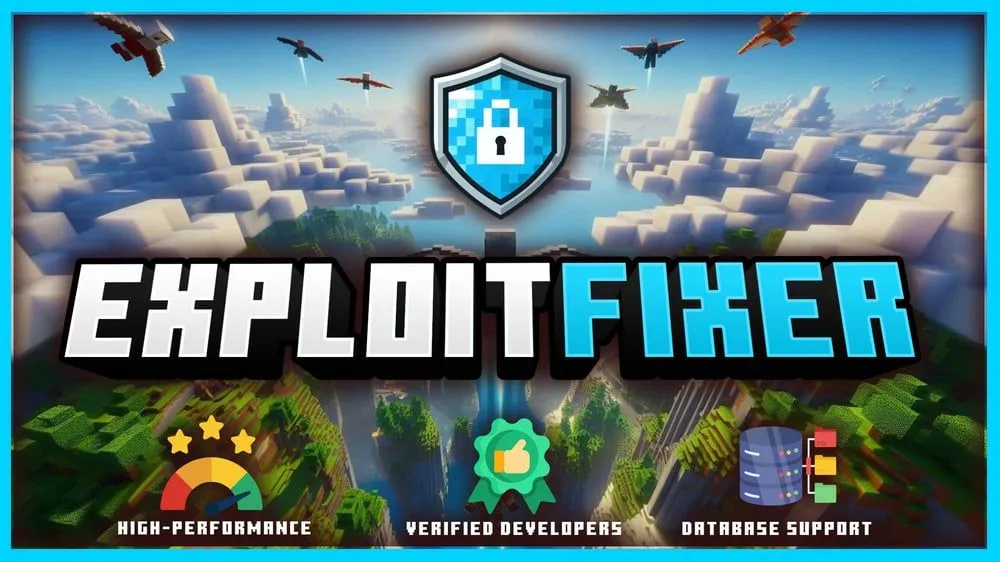 EXPLOITFIXER
HIGH-PERFORMANCE
VERIFIED DEVELOPERS
DATABASE SUPPORT